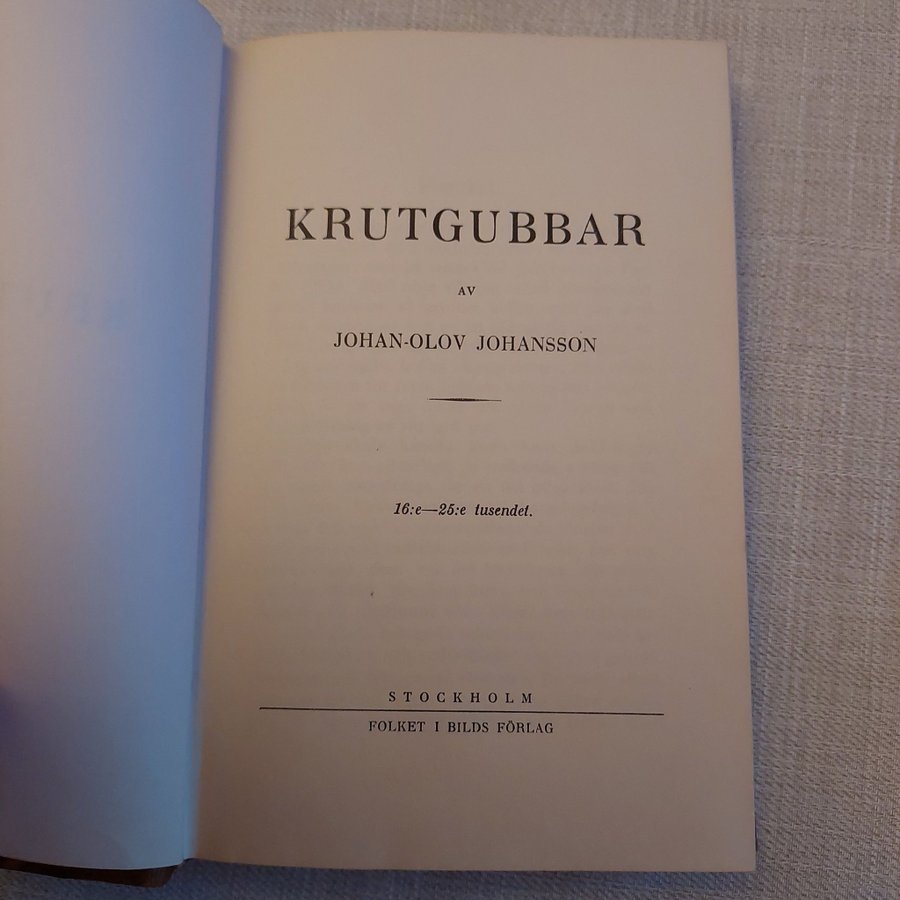 KRUTGUBBAR
AV
JOHAN-OLOV JOHANSSON
16:e—25:e tusendet.
STOCKHOLM
FOLKET I BILDS FÖRLAG